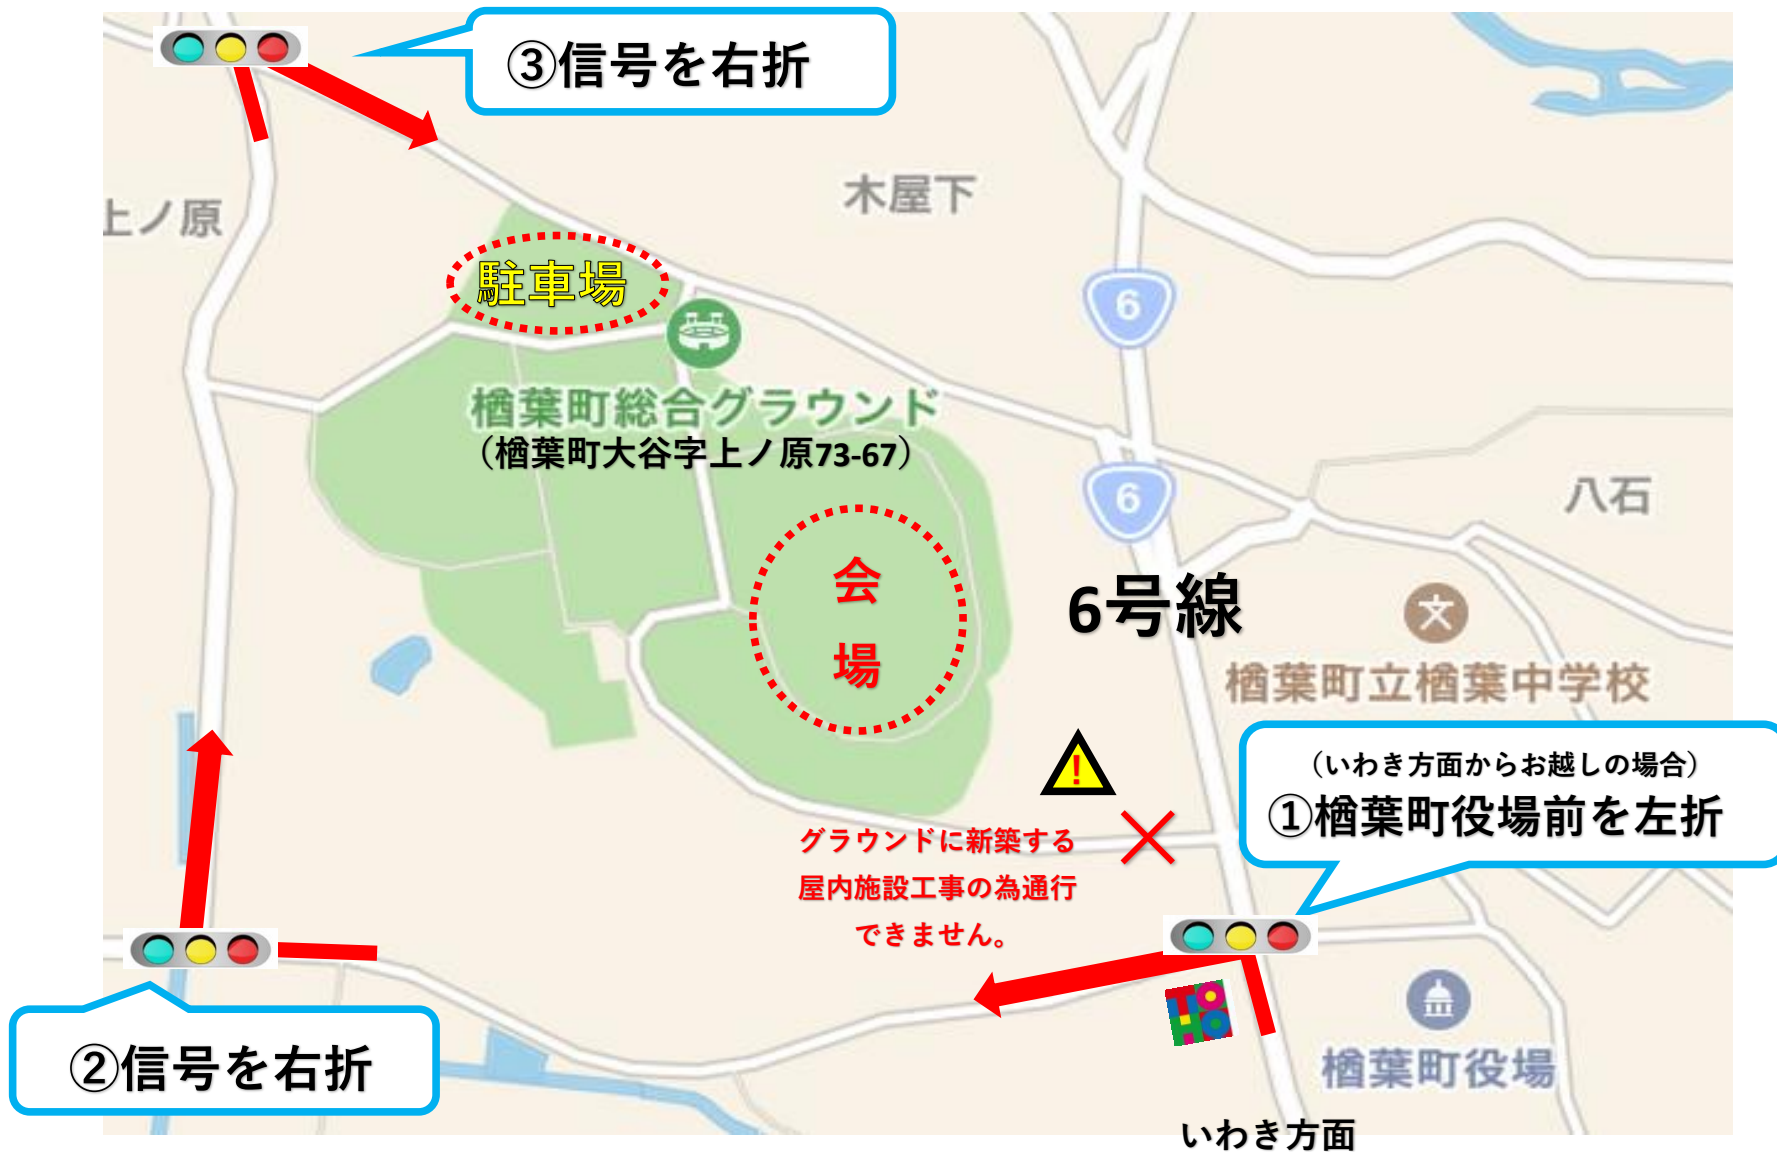 ③信号を右折
木屋下
上ノ原
駐車場
6
楢葉町総合グラウンド
（楢葉町大谷字上ノ原73-67）
6
八石
会
場
6号線
文
楢葉町立楢葉中学校
！
（いわき方面からお越しの場合）
①楢葉町役場前を左折
グラウンドに新築する
屋内施設工事の為通行
できません。
TOHO
②信号を右折
楢葉町役場
いわき方面